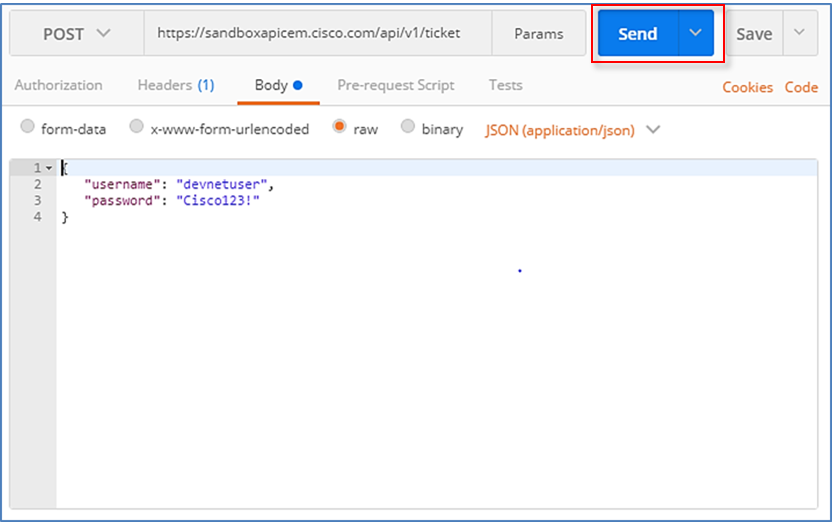 POST https://sandboxapicem.cisco.com/api/v1/ticket Params Send Save
Authorization Headers (1) Body Pre-request Script Tests Cookies Code
form-data x-www-form-urlencoded raw binary JSON (application/json)
1 {
2 "username": "devnetuser",
3 "password": "Cisco123!"
4 }